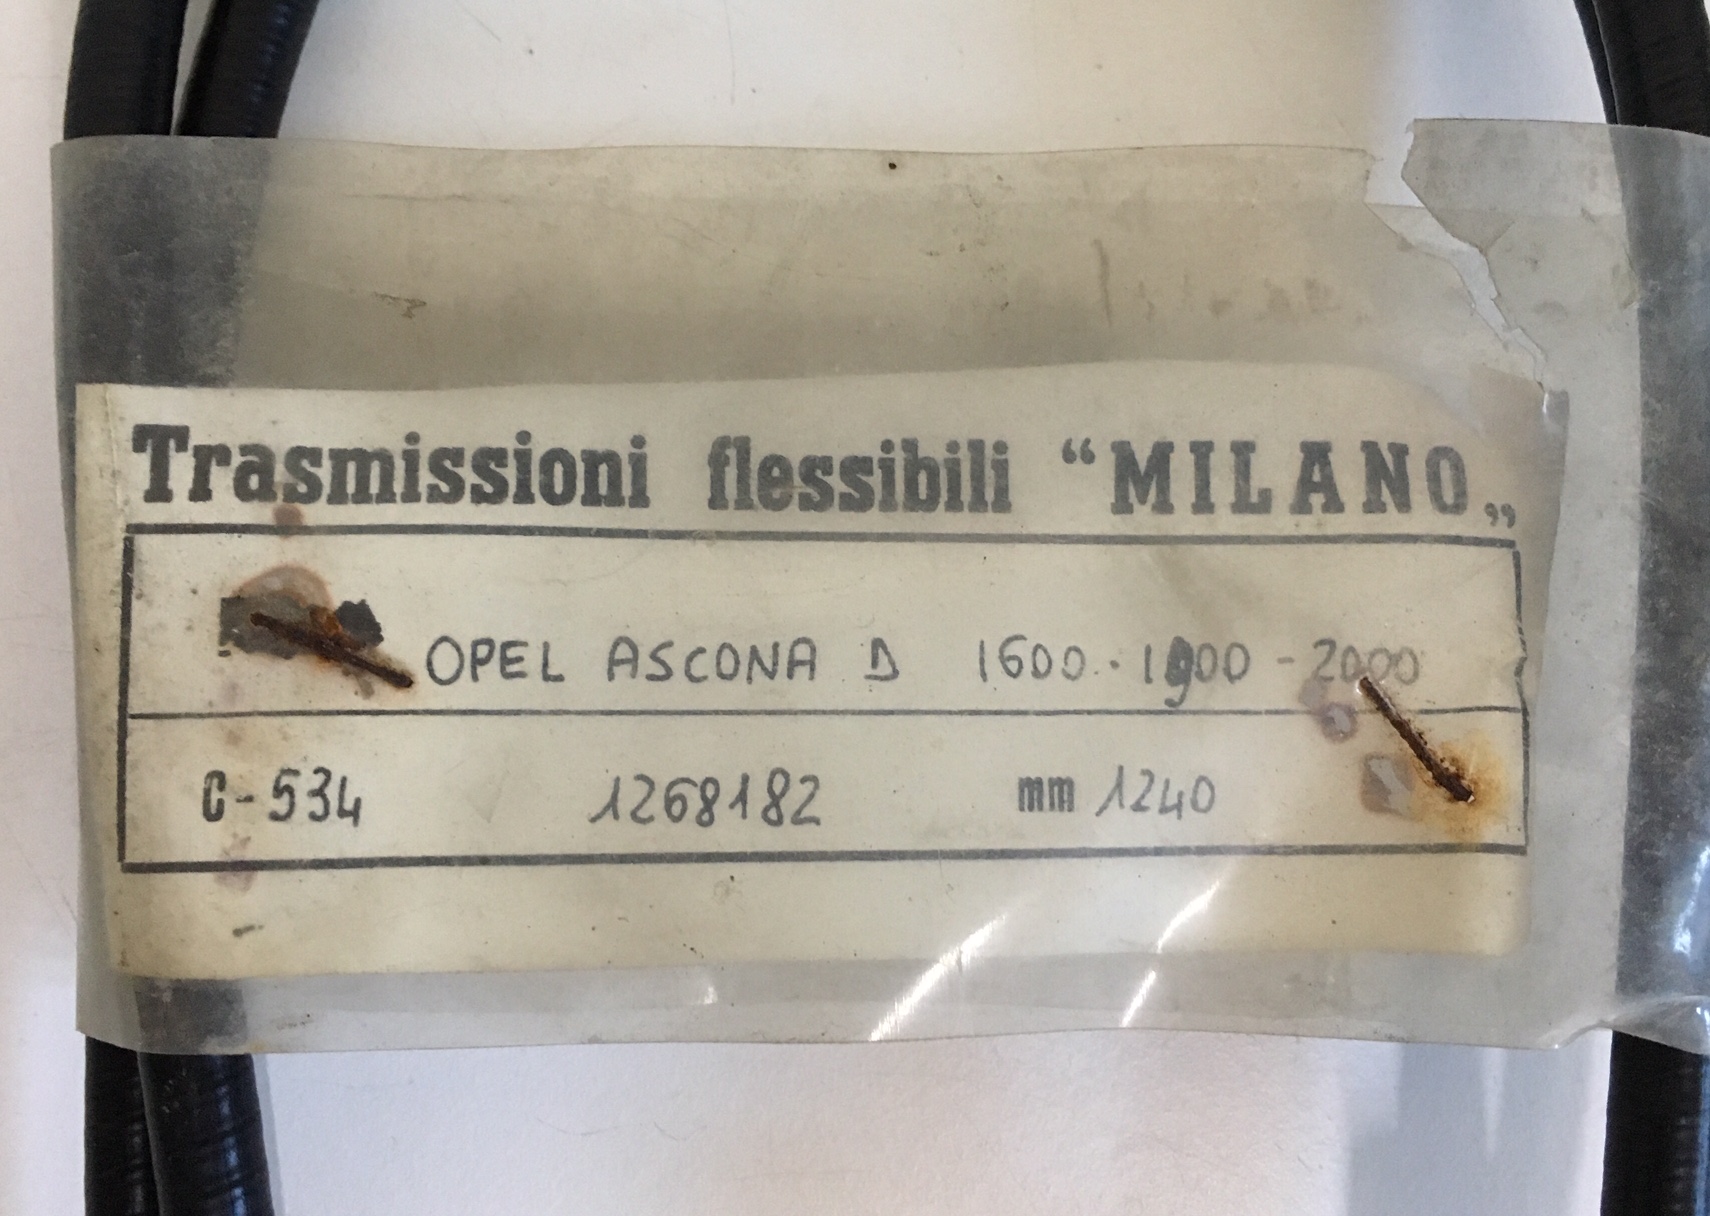 Trasmissioni flessibili “MILANO„
OPEL ASCONA D 1600 · 1900 - 2000
C - 534 1268182 mm 1240